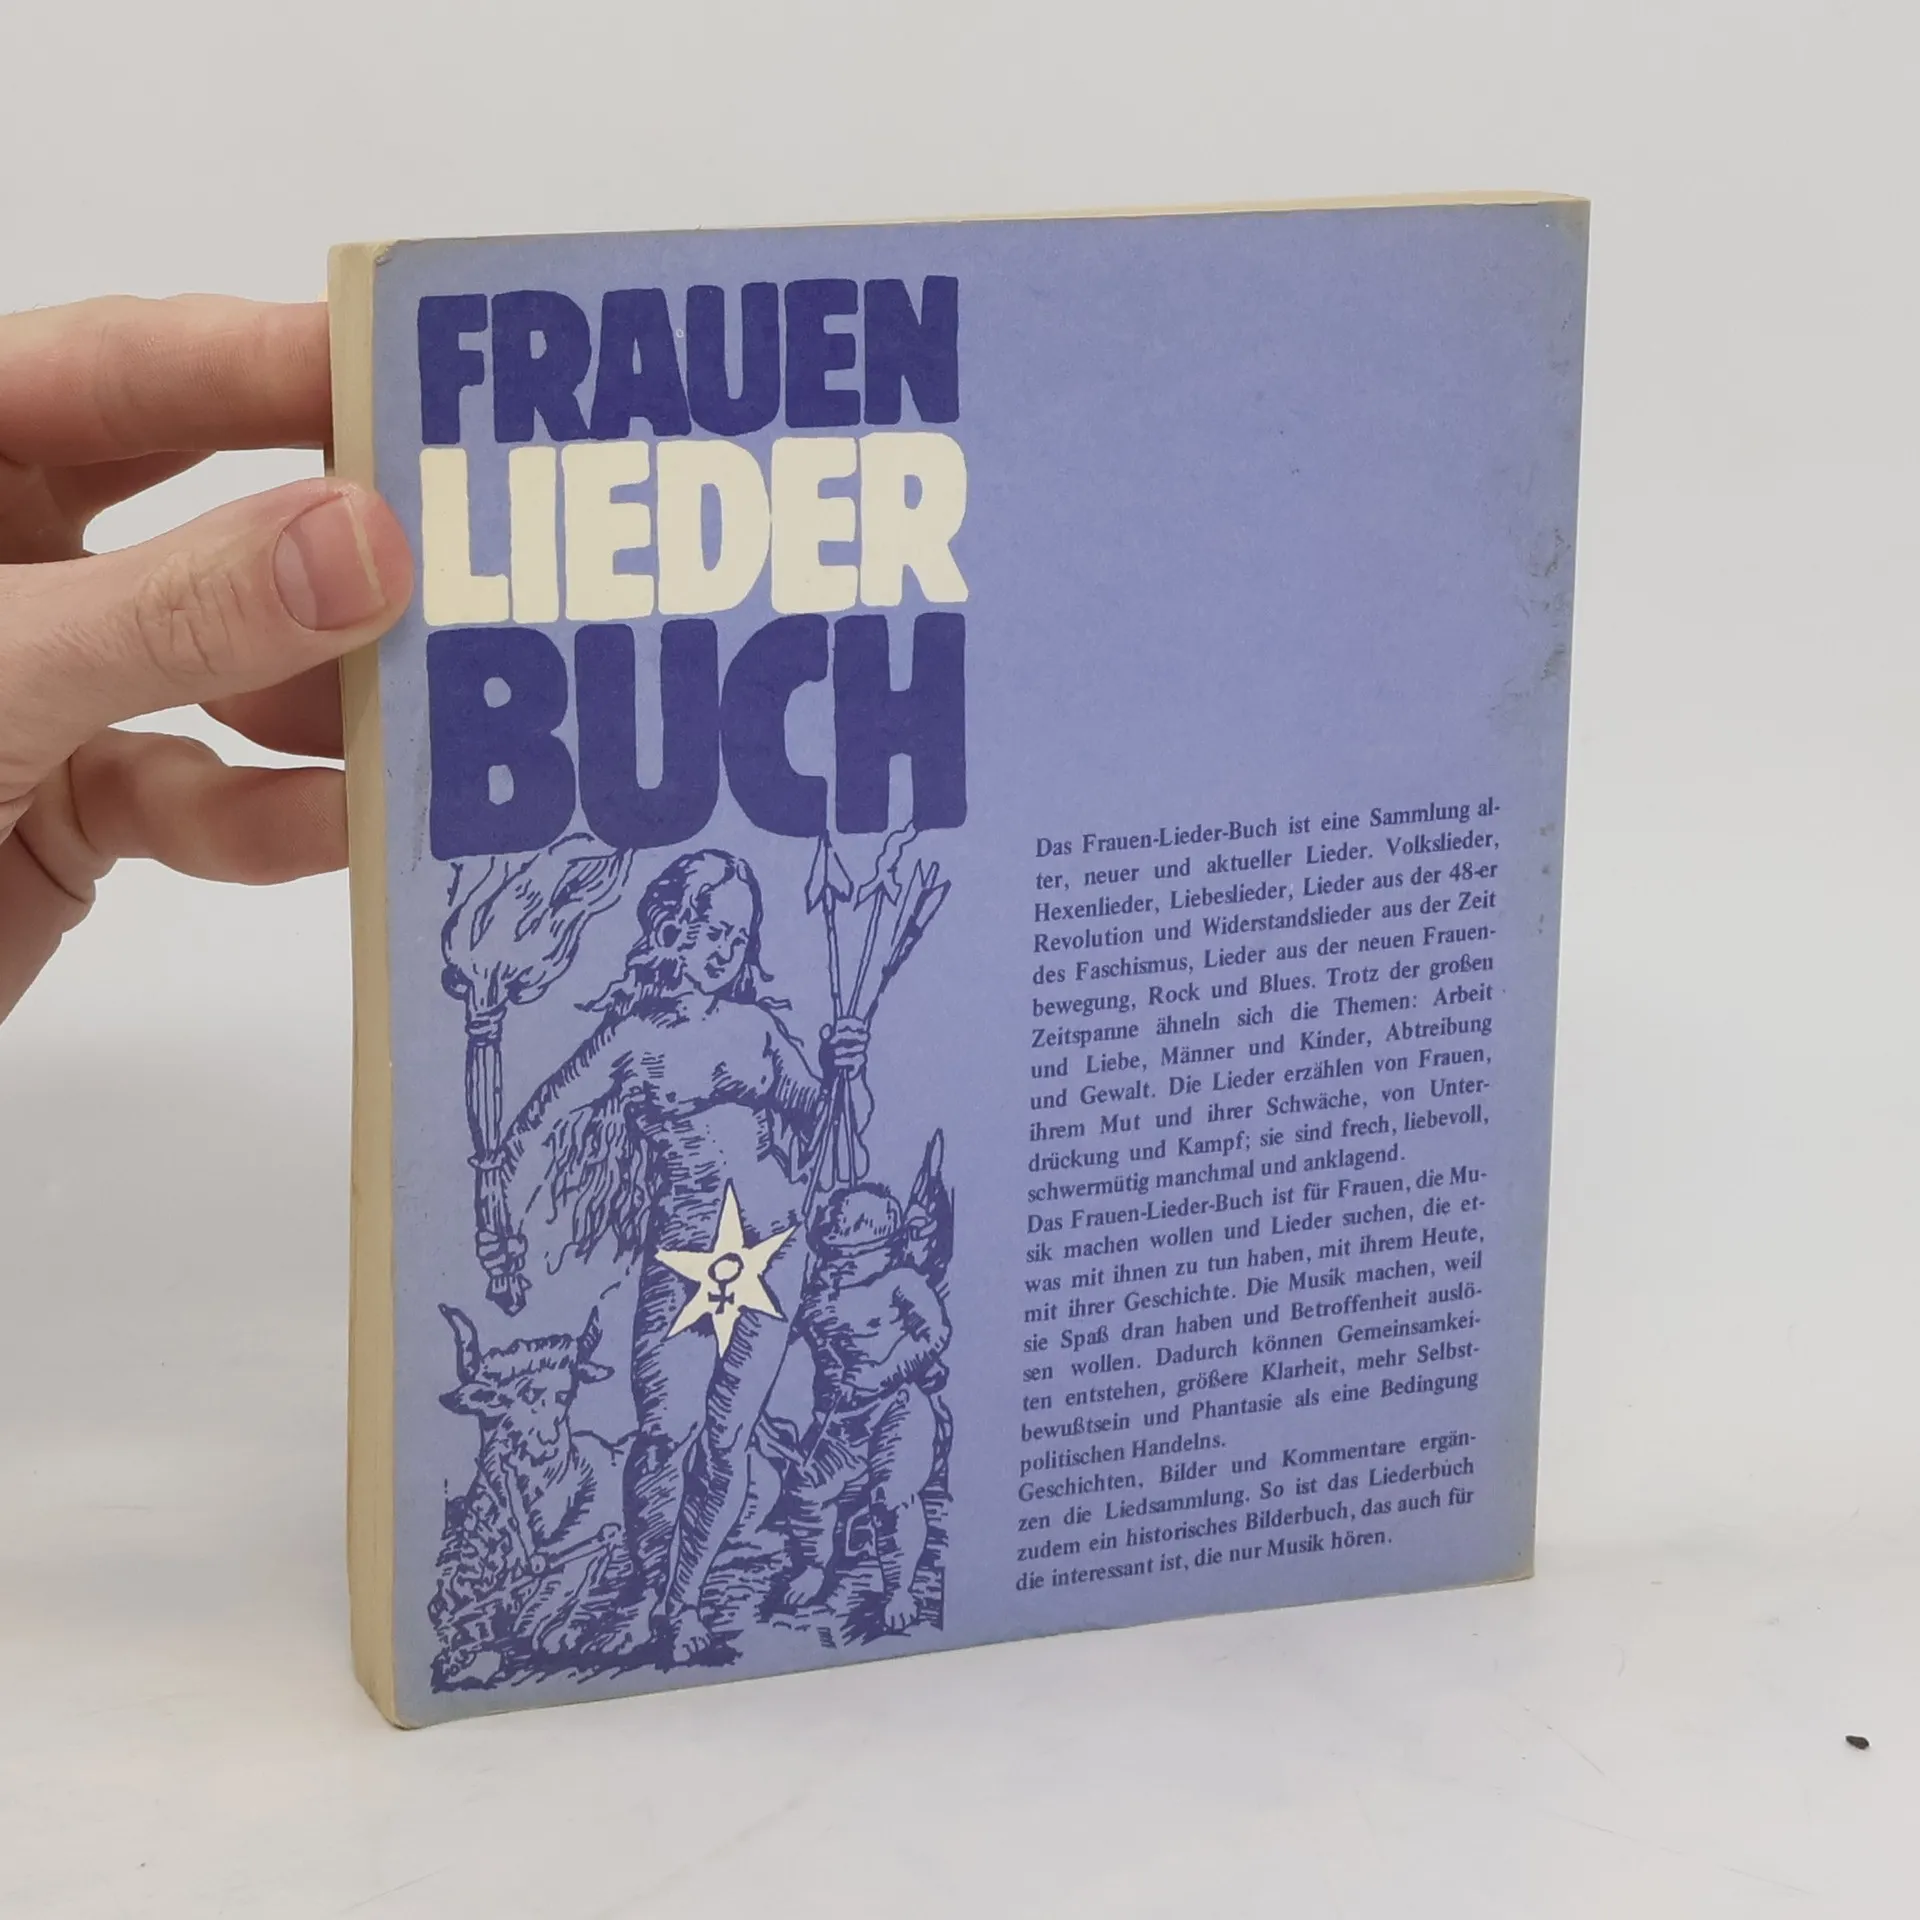 FRAUEN
LIEDER
BUCH
Das Frauen-Lieder-Buch ist eine Sammlung al-
ter, neuer und aktueller Lieder. Volkslieder,
Hexenlieder, Liebeslieder, Lieder aus der 48-er
Revolution und Widerstandslieder aus der Zeit
des Faschismus, Lieder aus der neuen Frauen-
bewegung, Rock und Blues. Trotz der großen
Zeitspanne ähneln sich die Themen: Arbeit
und Liebe, Männer und Kinder, Abtreibung
und Gewalt. Die Lieder erzählen von Frauen,
ihrem Mut und ihrer Schwäche, von Unter-
drückung und Kampf; sie sind frech, liebevoll,
schwermütig manchmal und anklagend.
Das Frauen-Lieder-Buch ist für Frauen, die Mu-
sik machen wollen und Lieder suchen, die et-
was mit ihnen zu tun haben, mit ihrem Heute,
mit ihrer Geschichte. Die Musik machen, weil
sie Spaß dran haben und Betroffenheit auslö-
sen wollen. Dadurch können Gemeinsamkei-
ten entstehen, größere Klarheit, mehr Selbst-
bewußtsein und Phantasie als eine Bedingung
politischen Handelns.
Geschichten, Bilder und Kommentare ergän-
zen die Liedsammlung. So ist das Liederbuch
zudem ein historisches Bilderbuch, das auch für
die interessant ist, die nur Musik hören.